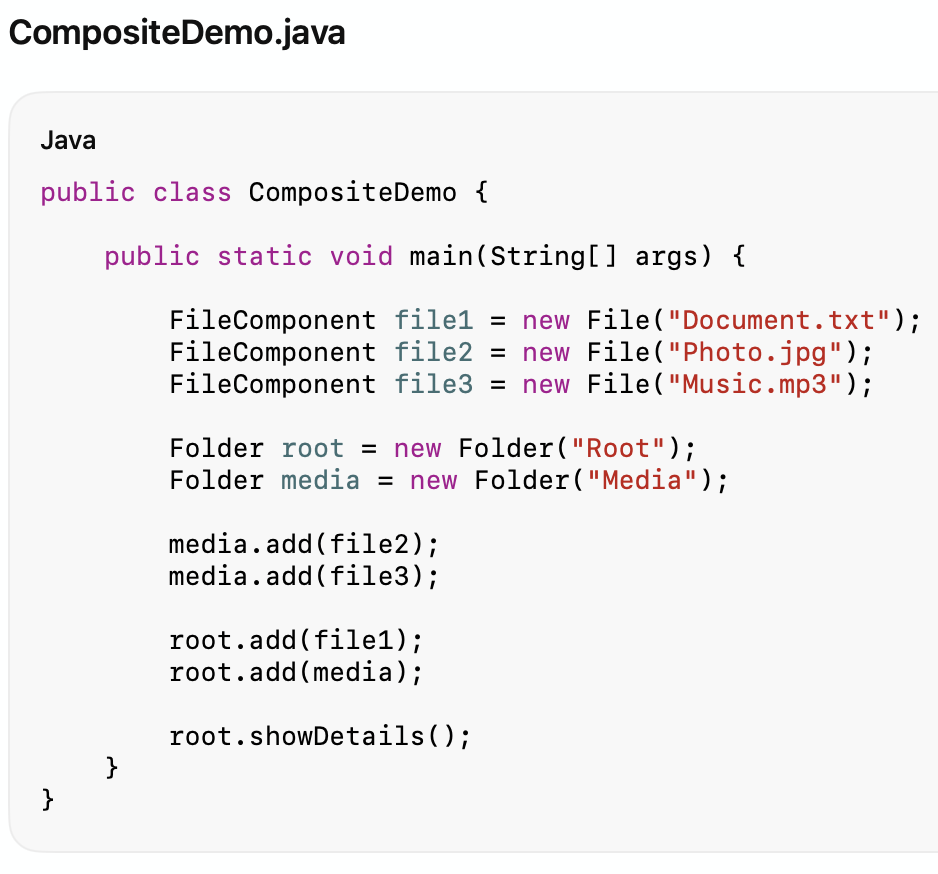 CompositeDemo.java
Java
public class CompositeDemo {
public static void main(String[] args) {
FileComponent file1 = new File("Document.txt");
FileComponent file2 = new File("Photo.jpg");
FileComponent file3 = new File("Music.mp3");
Folder root = new Folder("Root");
Folder media = new Folder("Media");
media.add(file2);
media.add(file3);
root.add(file1);
root.add(media);
root.showDetails();
}
}